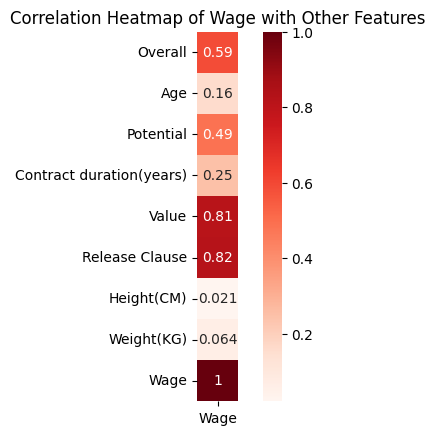 Correlation Heatmap of Wage with Other Features
Overall 0.59
Age 0.16
Potential 0.49
Contract duration(years) 0.25
Value 0.81
Release Clause 0.82
Height(CM) 0.021
Weight(KG) 0.064
Wage 1
Wage
1.0
0.8
0.6
0.4
0.2